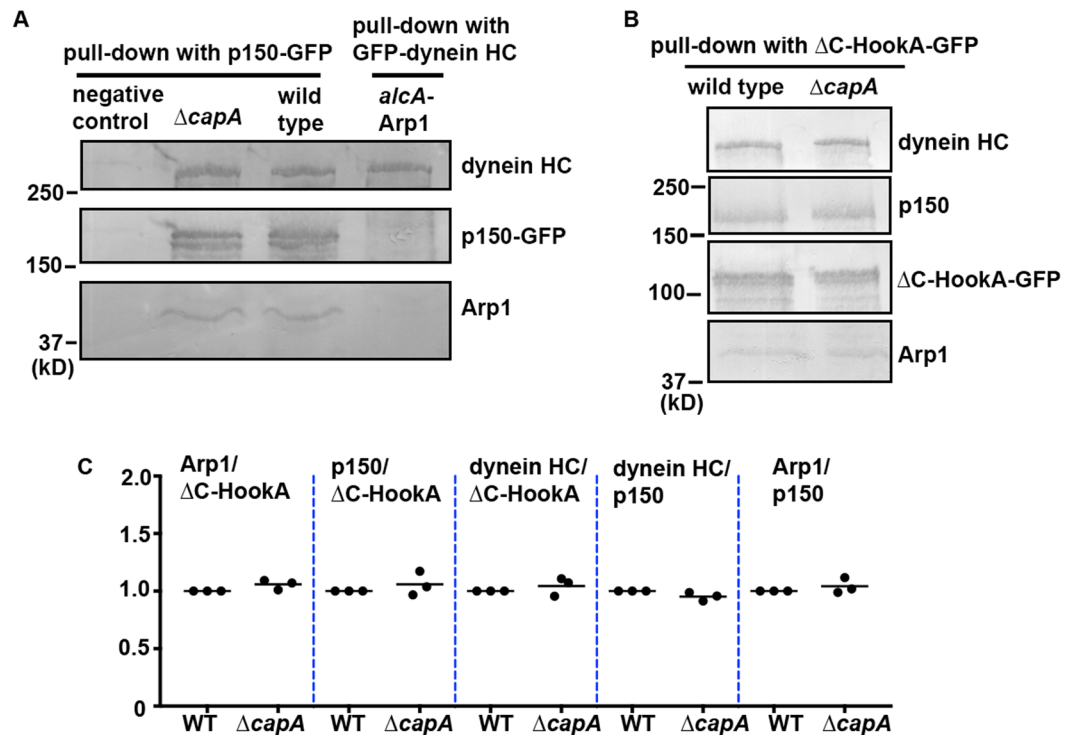 A
pull-down with p150-GFP
pull-down with
GFP-dynein HC
negative
control
ΔcapA
wild
type
alcA-
Arp1
dynein HC
250
p150-GFP
150
Arp1
37
(kD)
B
pull-down with ΔC-HookA-GFP
wild type
ΔcapA
dynein HC
250
p150
150
ΔC-HookA-GFP
100
Arp1
37
(kD)
C
Arp1/
ΔC-HookA
p150/
ΔC-HookA
dynein HC/
ΔC-HookA
dynein HC/
p150
Arp1/
p150
2.0
1.5
1.0
0.5
0
WT ΔcapA WT ΔcapA WT ΔcapA WT ΔcapA WT ΔcapA